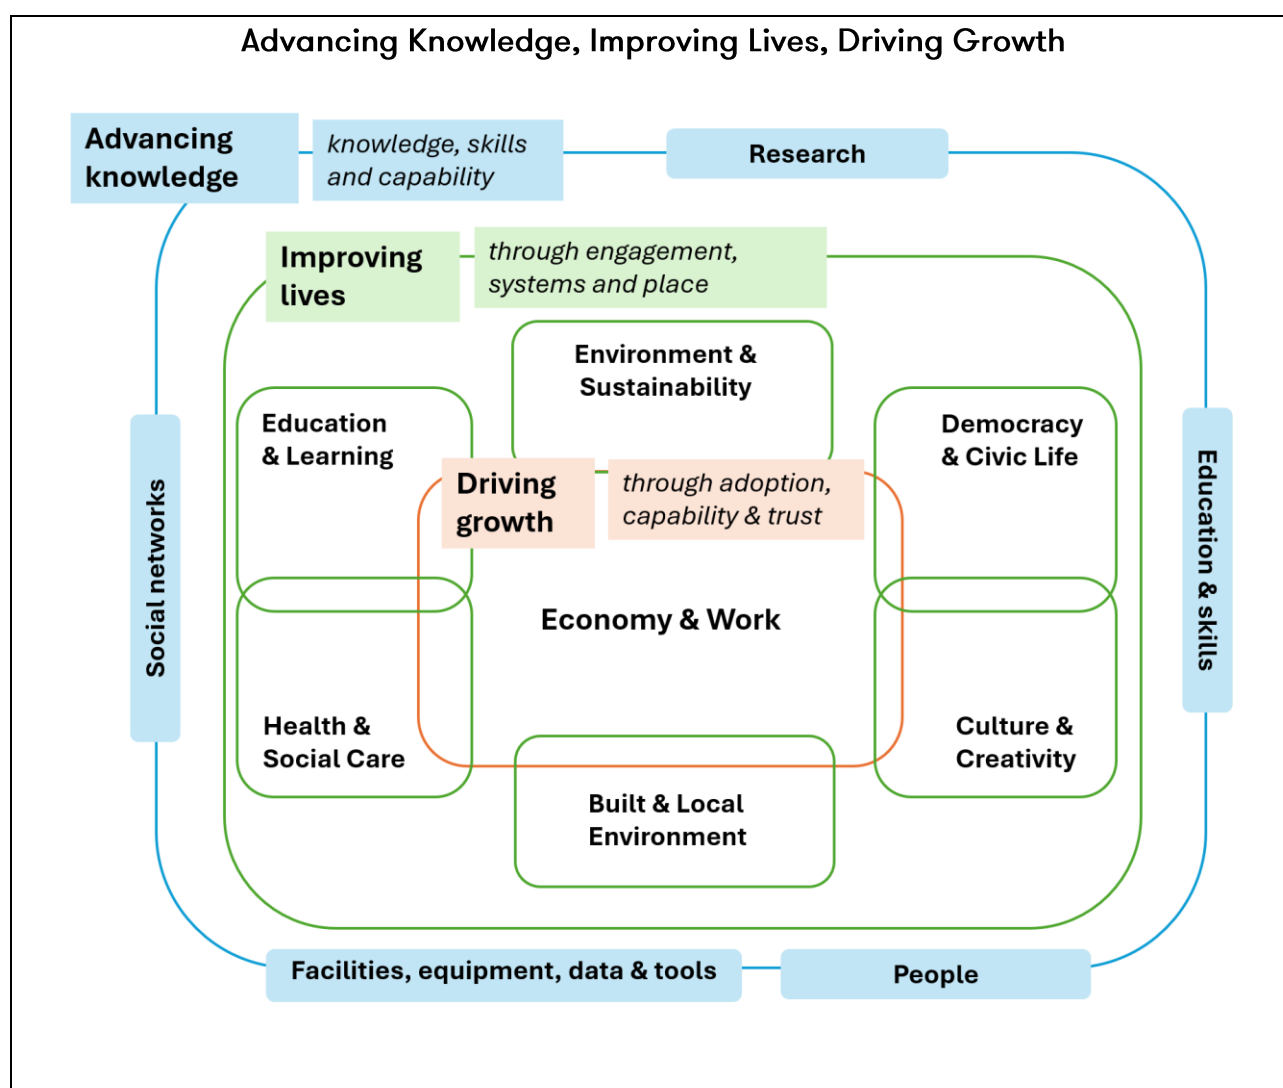 Advancing Knowledge, Improving Lives, Driving Growth
Advancing
knowledge
knowledge, skills
and capability
Research
Improving
lives
through engagement,
systems and place
Environment &
Sustainability
Education
& Learning
Democracy
& Civic Life
Driving
growth
through adoption,
capability & trust
Social networks
Education & skills
Economy & Work
Health &
Social Care
Culture &
Creativity
Built & Local
Environment
Facilities, equipment, data & tools
People